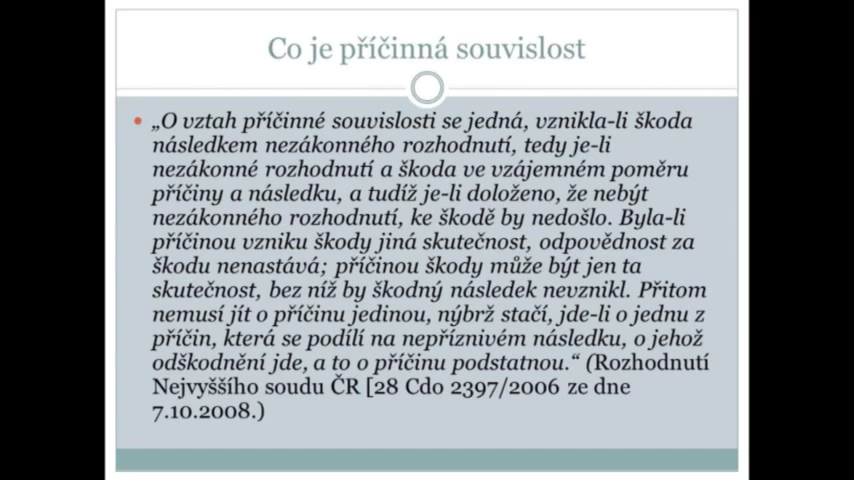 Co je příčinná souvislost
• „O vztah příčinné souvislosti se jedná, vznikla-li škoda
následkem nezákonného rozhodnutí, tedy je-li
nezákonné rozhodnutí a škoda ve vzájemném poměru
příčiny a následku, a tudíž je-li doloženo, že nebýt
nezákonného rozhodnutí, ke škodě by nedošlo. Byla-li
příčinou vzniku škody jiná skutečnost, odpovědnost za
škodu nenastává; příčinou škody může být jen ta
skutečnost, bez níž by škodný následek nevznikl. Přitom
nemusí jít o příčinu jedinou, nýbrž stačí, jde-li o jednu z
příčin, která se podílí na nepříznivém následku, o jehož
odškodnění jde, a to o příčinu podstatnou.“ (Rozhodnutí
Nejvyššího soudu ČR [28 Cdo 2397/2006 ze dne
7.10.2008.)